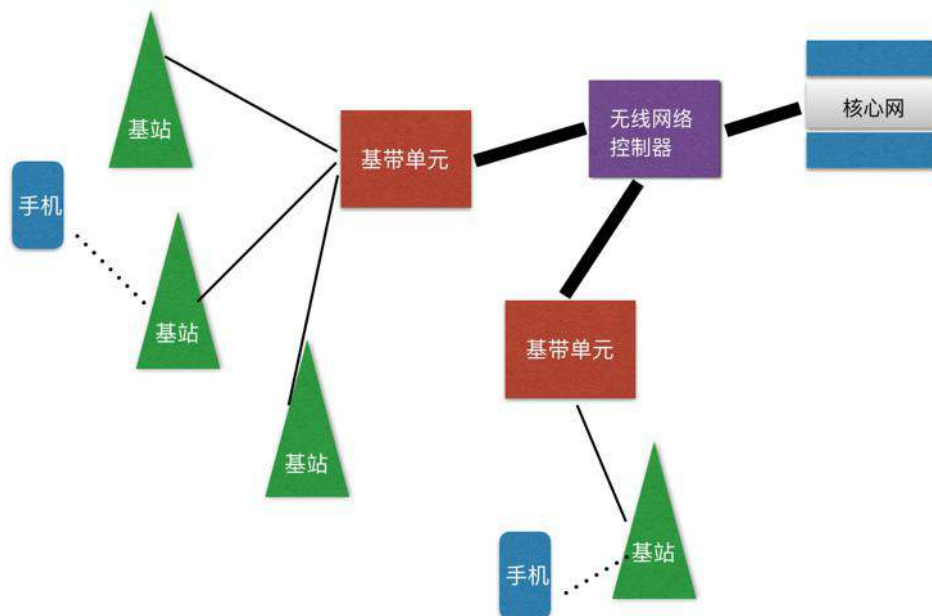 基站
手机
基站
基站
基带单元
无线网络
控制器
核心网
基带单元
基站
手机